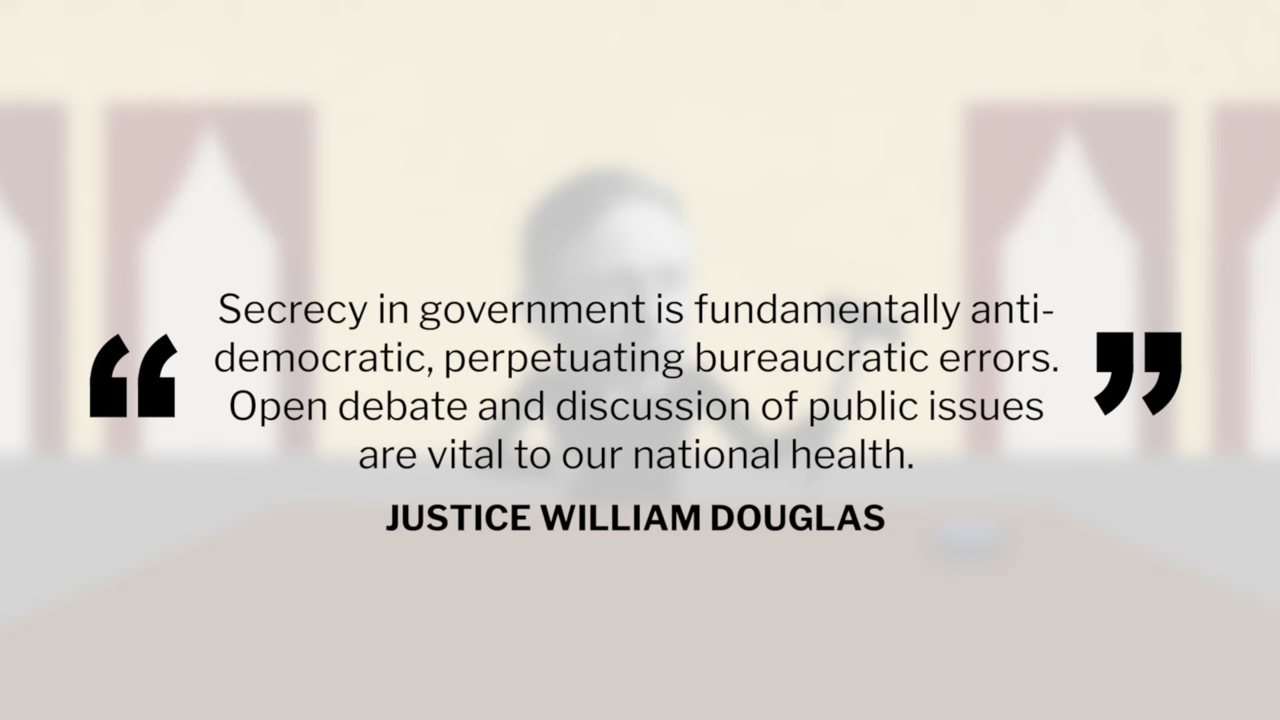 Secrecy in government is fundamentally anti-
democratic, perpetuating bureaucratic errors.
“ Open debate and discussion of public issues ”
are vital to our national health.
JUSTICE WILLIAM DOUGLAS